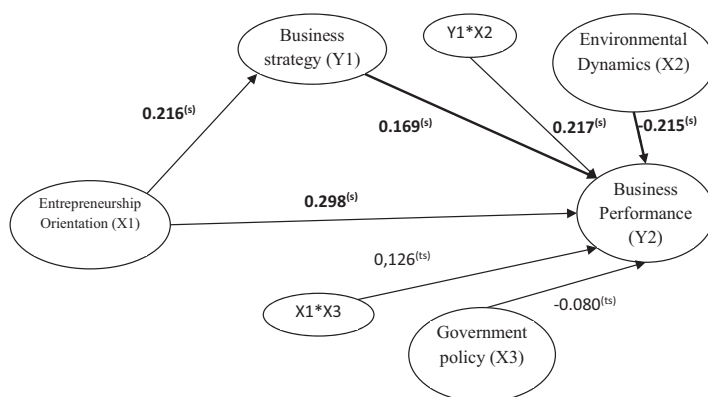 Business
strategy (Y1)
Y1*X2
Environmental
Dynamics (X2)
0.216(s)
0.169(s)
0.217(s)
-0.215(s)
Entrepreneurship
Orientation (X1)
0.298(s)
Business
Performance
(Y2)
0,126(ts)
X1*X3
-0.080(ts)
Government
policy (X3)